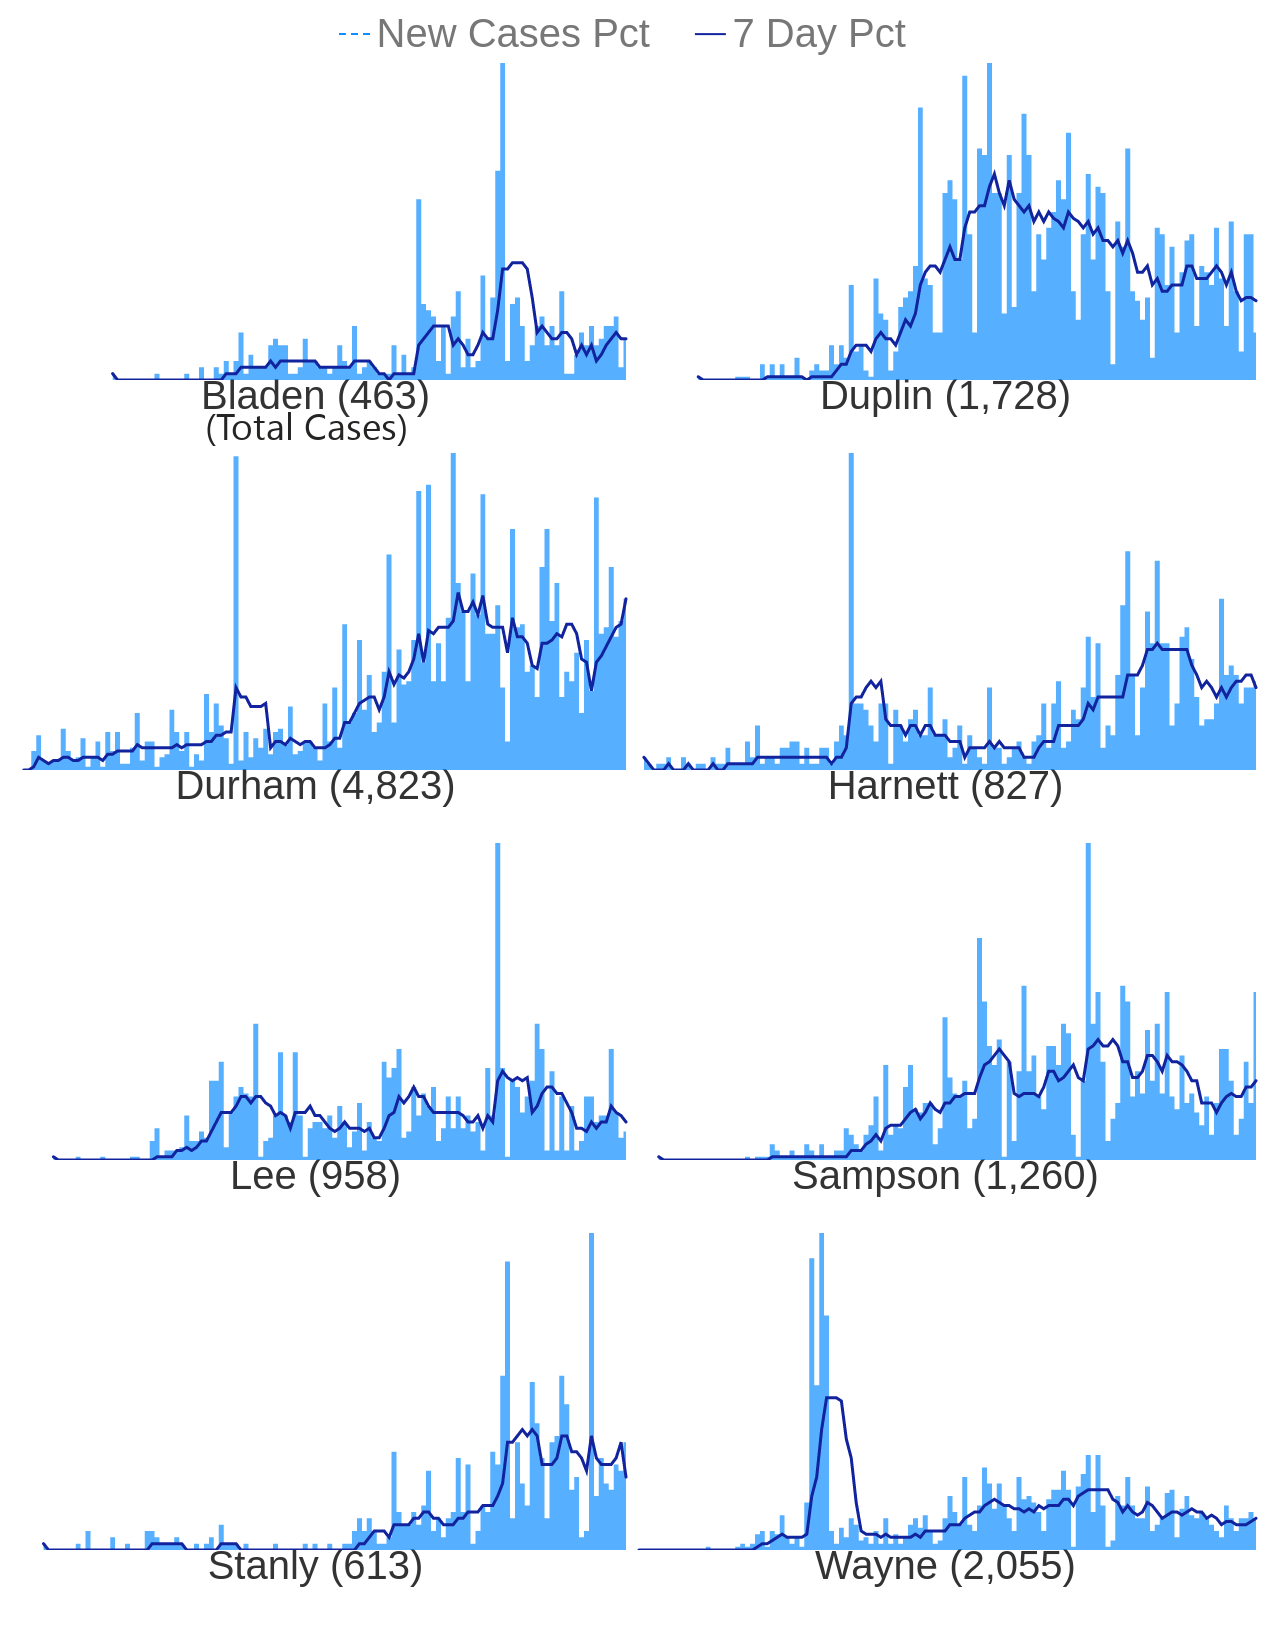 New Cases Pct 7 Day Pct
Bladen (463) Duplin (1,728)
(Total Cases)
Durham (4,823) Harnett (827)
Lee (958) Sampson (1,260)
Stanly (613) Wayne (2,055)